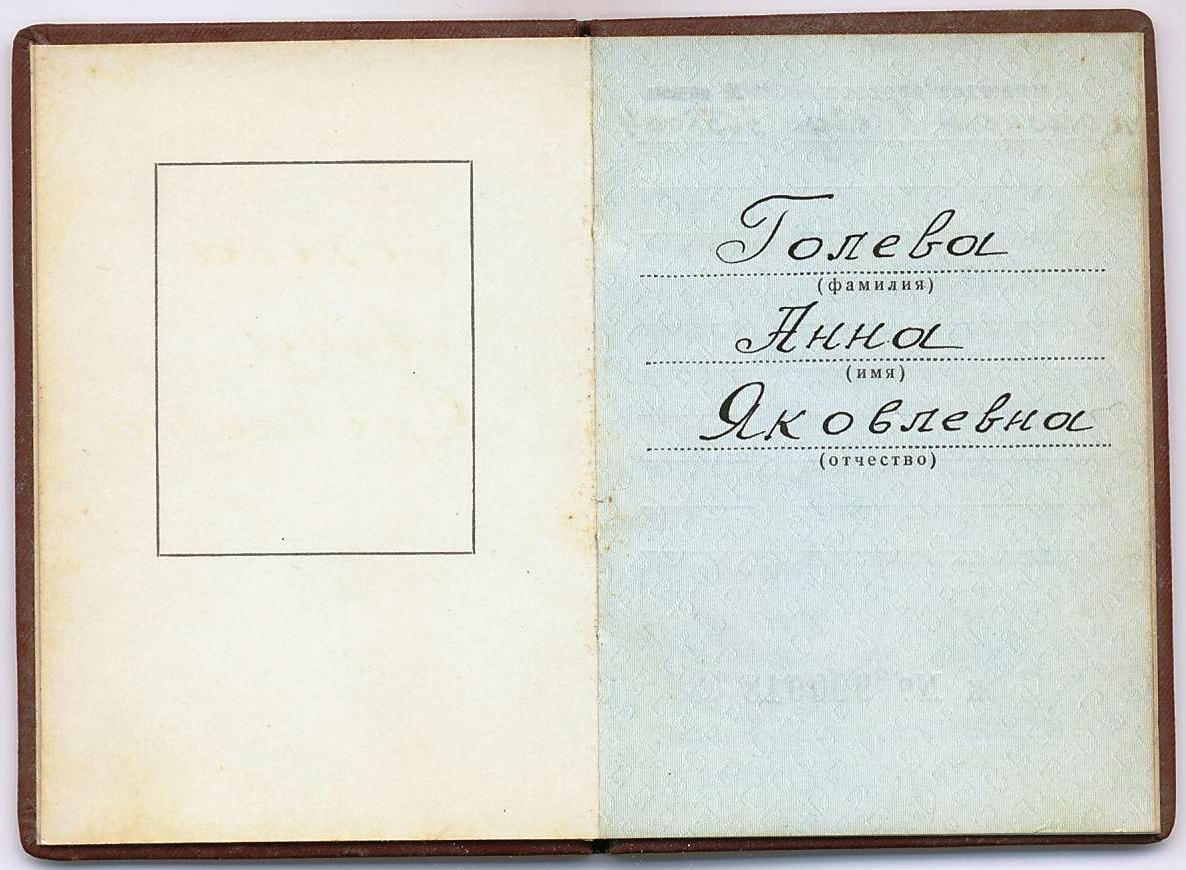 Голева
(фамилия)
Анна
(имя)
Яковлевна
(отчество)